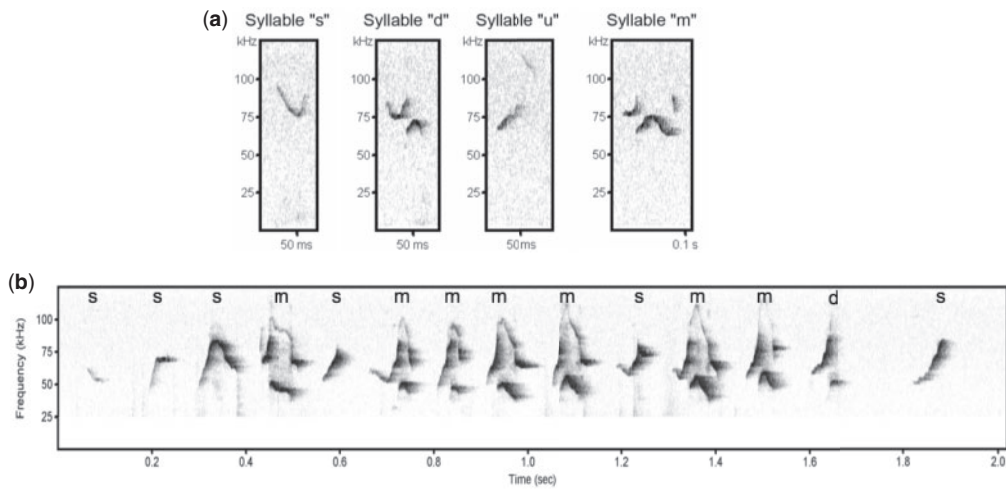 (a) Syllable "s" Syllable "d" Syllable "u" Syllable "m"
kHz kHz kHz kHz
100 100 100 100
75 75 75 75
50 50 50 50
25 25 25 25
50 ms 50 ms 50 ms 0.1 s
(b) s s s m s m m m m s m m d s
100
75
50
25
Frequency (kHz)
0.2 0.4 0.6 0.8 1.0 1.2 1.4 1.6 1.8 2.0
Time (sec)